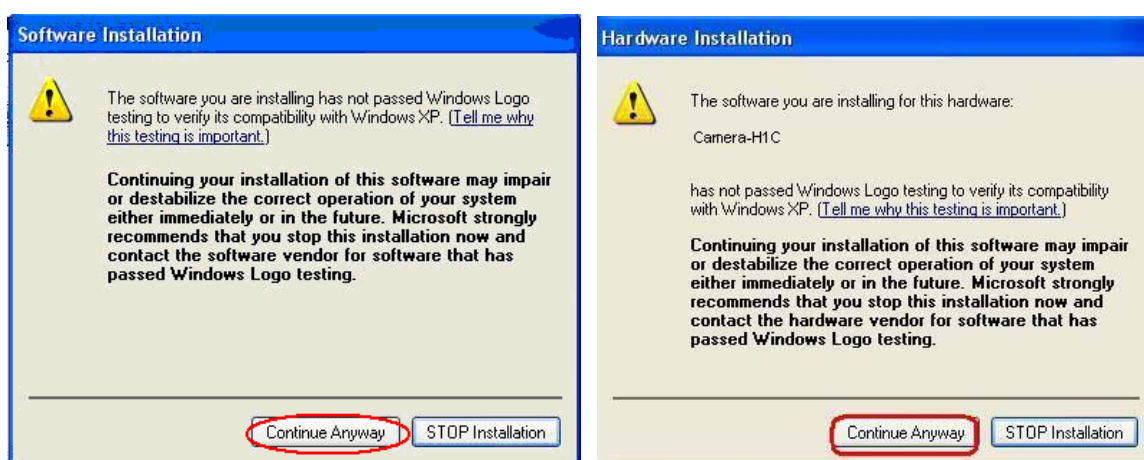 Software Installation
The software you are installing has not passed Windows Logo
testing to verify its compatibility with Windows XP. (Tell me why
this testing is important.)
Continuing your installation of this software may impair
or destabilize the correct operation of your system
either immediately or in the future. Microsoft strongly
recommends that you stop this installation now and
contact the software vendor for software that has
passed Windows Logo testing.
Continue Anyway
STOP Installation
Hardware Installation
The software you are installing for this hardware:
Camera-H1C
has not passed Windows Logo testing to verify its compatibility
with Windows XP. (Tell me why this testing is important.)
Continuing your installation of this software may impair
or destabilize the correct operation of your system
either immediately or in the future. Microsoft strongly
recommends that you stop this installation now and
contact the hardware vendor for software that has
passed Windows Logo testing.
Continue Anyway
STOP Installation